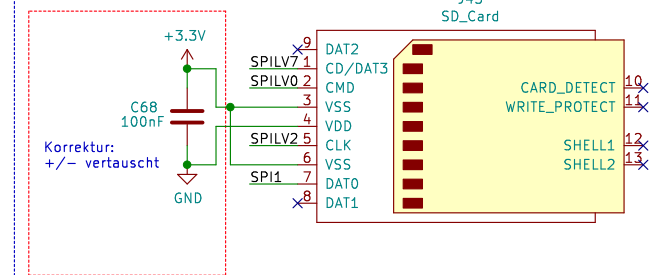 SD_Card
+3.3V
C68
100nF
Korrektur:
+/- vertauscht
GND
9 DAT2
SPILV7 1 CD/DAT3
SPILV0 2 CMD
3 VSS
4 VDD
SPILV2 5 CLK
6 VSS
SPI1 7 DAT0
8 DAT1
CARD_DETECT 10
WRITE_PROTECT 11
SHELL1 12
SHELL2 13